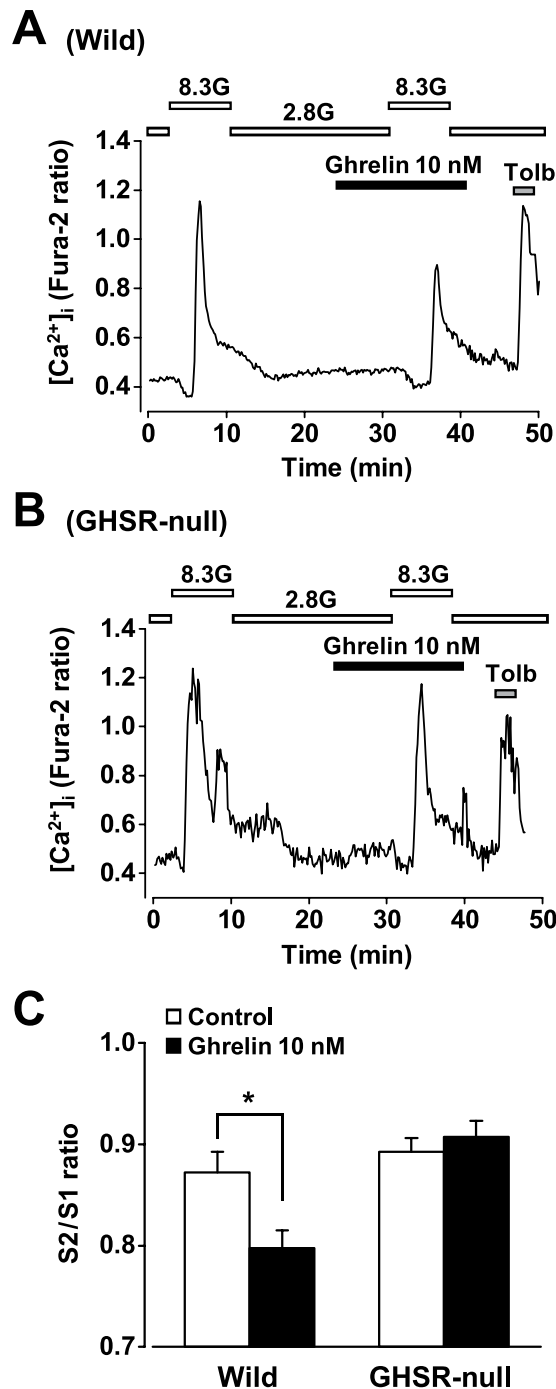 A (Wild)
8.3G 8.3G
2.8G
Ghrelin 10 nM
Tolb
1.4
1.2
1.0
0.8
0.6
0.4
[Ca²⁺]ᵢ (Fura-2 ratio)
0 10 20 30 40 50
Time (min)
B (GHSR-null)
8.3G 8.3G
2.8G
Ghrelin 10 nM
Tolb
1.4
1.2
1.0
0.8
0.6
0.4
[Ca²⁺]ᵢ (Fura-2 ratio)
0 10 20 30 40 50
Time (min)
C
Control
Ghrelin 10 nM
1.0
0.9
0.8
0.7
S2/S1 ratio
*
Wild GHSR-null